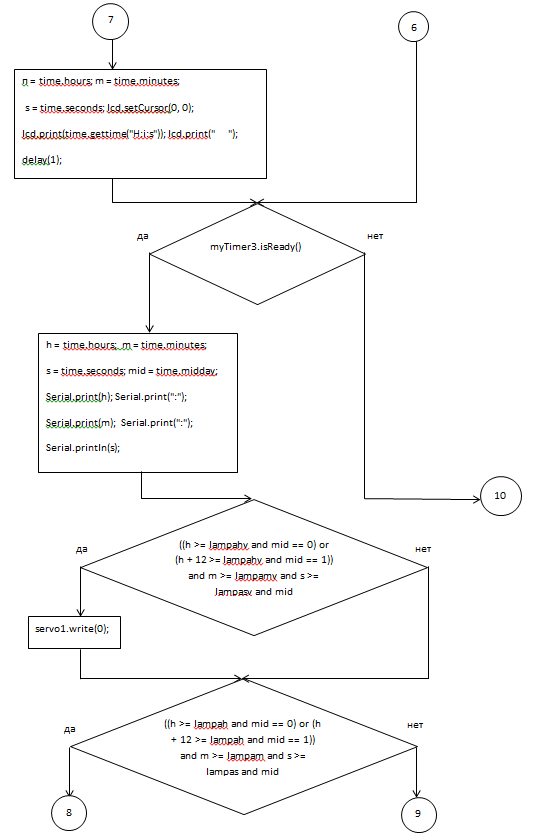 7
6
п = time.hours; m = time.minutes;
s = time.seconds; lcd.setCursor(0, 0);
lcd.print(time.gettime("H:i:s")); lcd.print("     ");
delay(1);
да
нет
myTimer3.isReady()
h = time.hours;  m = time.minutes;
s = time.seconds; mid = time.midday;
Serial.print(h); Serial.print(":");
Serial.print(m);  Serial.print(":");
Serial.println(s);
10
да
нет
((h >= lampahv and mid == 0) or
(h + 12 >= lampahv and mid == 1))
and m >= lampamv and s >=
lampasv and mid
servo1.write(0);
да
нет
((h >= lampah and mid == 0) or (h
+ 12 >= lampah and mid == 1))
and m >= lampam and s >=
lampas and mid
8
9